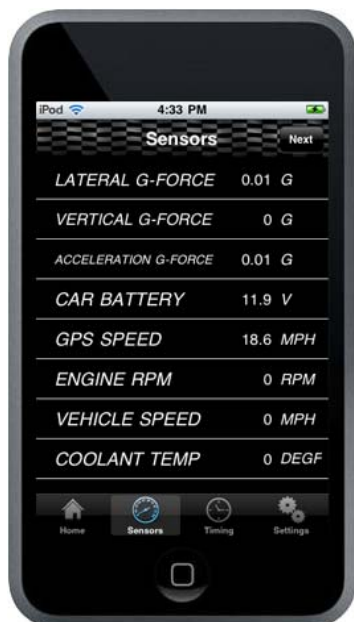 iPod 4:33 PM
Sensors Next
LATERAL G-FORCE 0.01 G
VERTICAL G-FORCE 0 G
ACCELERATION G-FORCE 0.01 G
CAR BATTERY 11.9 V
GPS SPEED 18.6 MPH
ENGINE RPM 0 RPM
VEHICLE SPEED 0 MPH
COOLANT TEMP 0 DEGF
Home Sensors Timing Settings